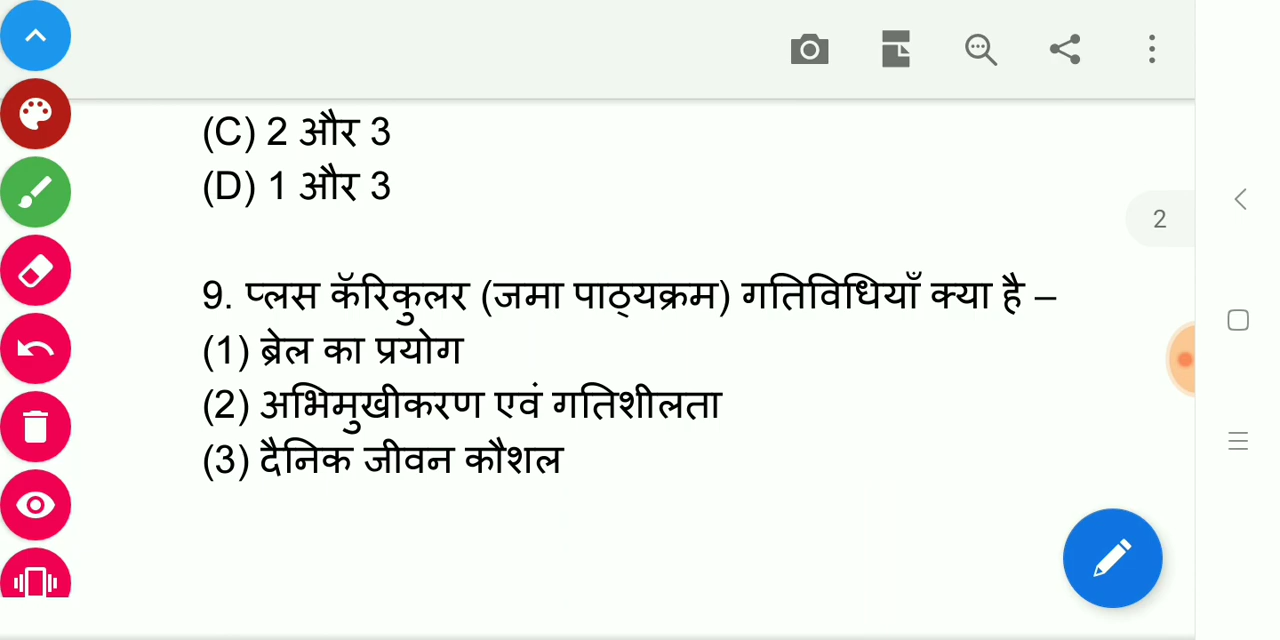 (C) 2 और 3
(D) 1 और 3
2
9. प्लस कॅरिकुलर (जमा पाठ्यक्रम) गतिविधियाँ क्या है –
(1) ब्रेल का प्रयोग
(2) अभिमुखीकरण एवं गतिशीलता
(3) दैनिक जीवन कौशल